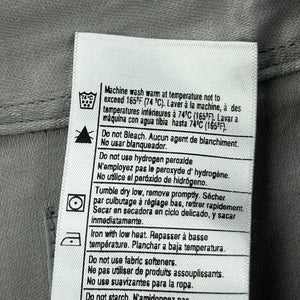 Machine wash warm at temperature not to
exceed 165°F (74 °C). Laver à la machine, à des
températures inférieures à 74°C (165°F). Lavar a
máquina con agua tibia hasta 74°C (165°F).
Do not Bleach. Aucun agent de blanchiment.
No usar blanqueador.
Do not use hydrogen peroxide
N'employez pas le peroxyde d' hydrogène.
No utilice el peróxido de hidrógeno.
Tumble dry low, remove promptly. Sécher
par culbutage à réglage bas, retirer rapidement.
Secar en secadora en ciclo delicado, y sacar
inmediatamente.
Iron with low heat. Repasser à basse
température. Planchar a baja temperatura.
Do not use fabric softeners.
Ne pas utiliser de produits assouplissants.
No use suavizantes de ropa.
Do not starch. N'amidonnez pas